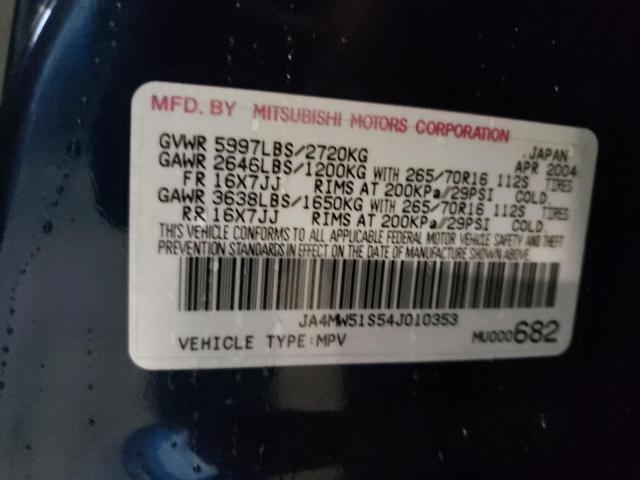 MFD. BY MITSUBISHI MOTORS CORPORATION
GVWR 5997LBS/2720KG , JAPAN
GAWR 2646LBS/1200KG WITH 265/70R16 112S TIRES APR 2004
FR 16X7JJ RIMS AT 200KPa/29PSI COLD.
GAWR 3638LBS/1650KG WITH 265/70R16 112S TIRES
RR 16X7JJ RIMS AT 200KPa/29PSI COLD.
THIS VEHICLE CONFORMS TO ALL APPLICABLE FEDERAL MOTOR VEHICLE SAFETY AND THEFT
PREVENTION STANDARDS IN EFFECT ON THE DATE OF MANUFACTURE SHOWN ABOVE.
JA4MW51S54J010353
VEHICLE TYPE:MPV MU000682